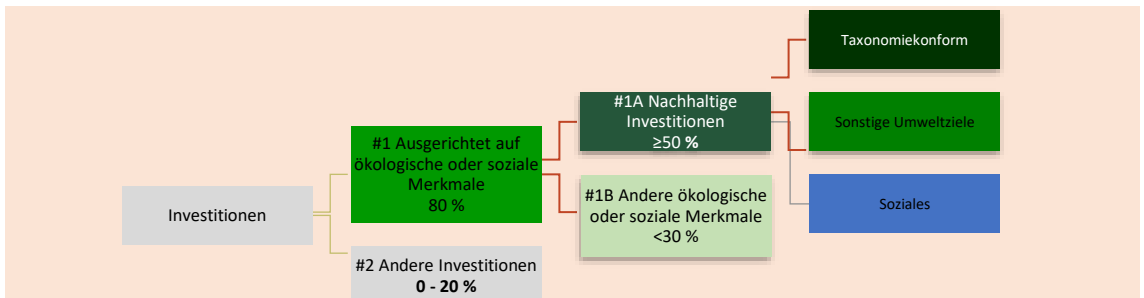 Investitionen
#1 Ausgerichtet auf
ökologische oder soziale
Merkmale
80 %
#2 Andere Investitionen
0 - 20 %
#1A Nachhaltige
Investitionen
≥50 %
#1B Andere ökologische
oder soziale Merkmale
<30 %
Taxonomiekonform
Sonstige Umweltziele
Soziales